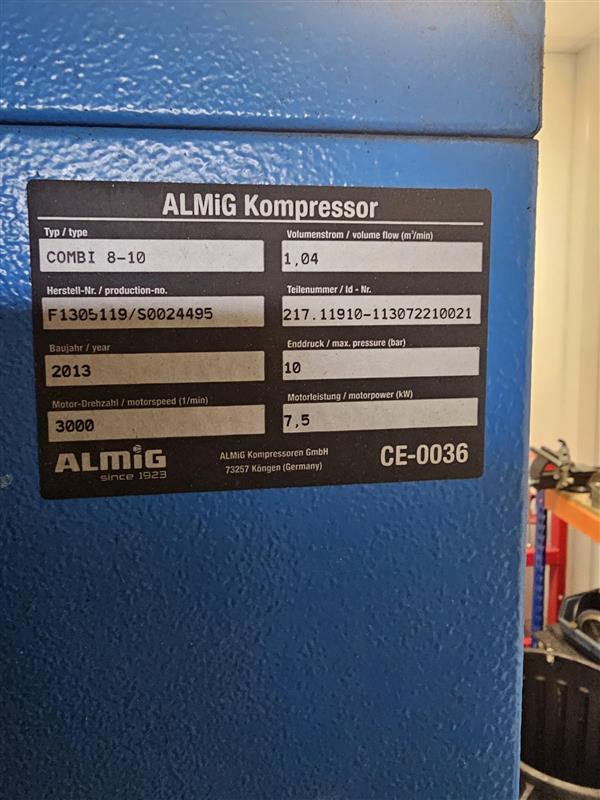 ALMiG Kompressor
Typ / type
COMBI 8-10
Volumenstrom / volume flow (m³/min)
1,04
Herstell-Nr. / production-no.
F1305119/S0024495
Teilenummer / Id - Nr.
217.11910-113072210021
Baujahr / year
2013
Enddruck / max. pressure (bar)
10
Motor-Drehzahl / motorspeed (1/min)
3000
Motorleistung / motorpower (kW)
7,5
ALMiG
since 1923
ALMiG Kompressoren GmbH
73257 Köngen (Germany)
CE-0036